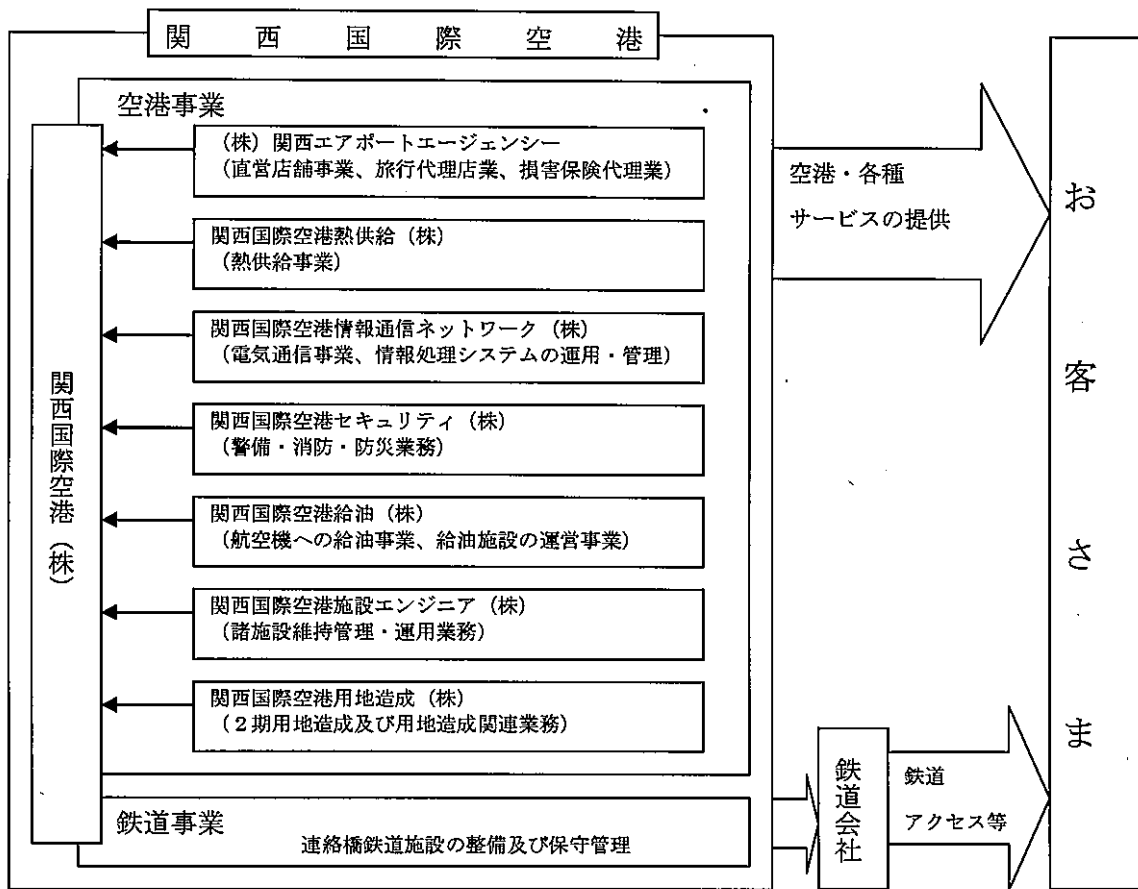 関西国際空港
空港事業
(株)関西エアポートエージェンシー
(直営店舗事業、旅行代理店業、損害保険代理業)
関西国際空港熱供給(株)
(熱供給事業)
関西国際空港情報通信ネットワーク(株)
(電気通信事業、情報処理システムの運用・管理)
関西国際空港セキュリティ(株)
(警備・消防・防災業務)
関西国際空港給油(株)
(航空機への給油事業、給油施設の運営事業)
関西国際空港施設エンジニア(株)
(諸施設維持管理・運用業務)
関西国際空港用地造成(株)
(2期用地造成及び用地造成関連業務)
関西国際空港(株)
鉄道事業
連絡橋鉄道施設の整備及び保守管理
空港・各種
サービスの提供
鉄道会社
鉄道
アクセス等
お客さま